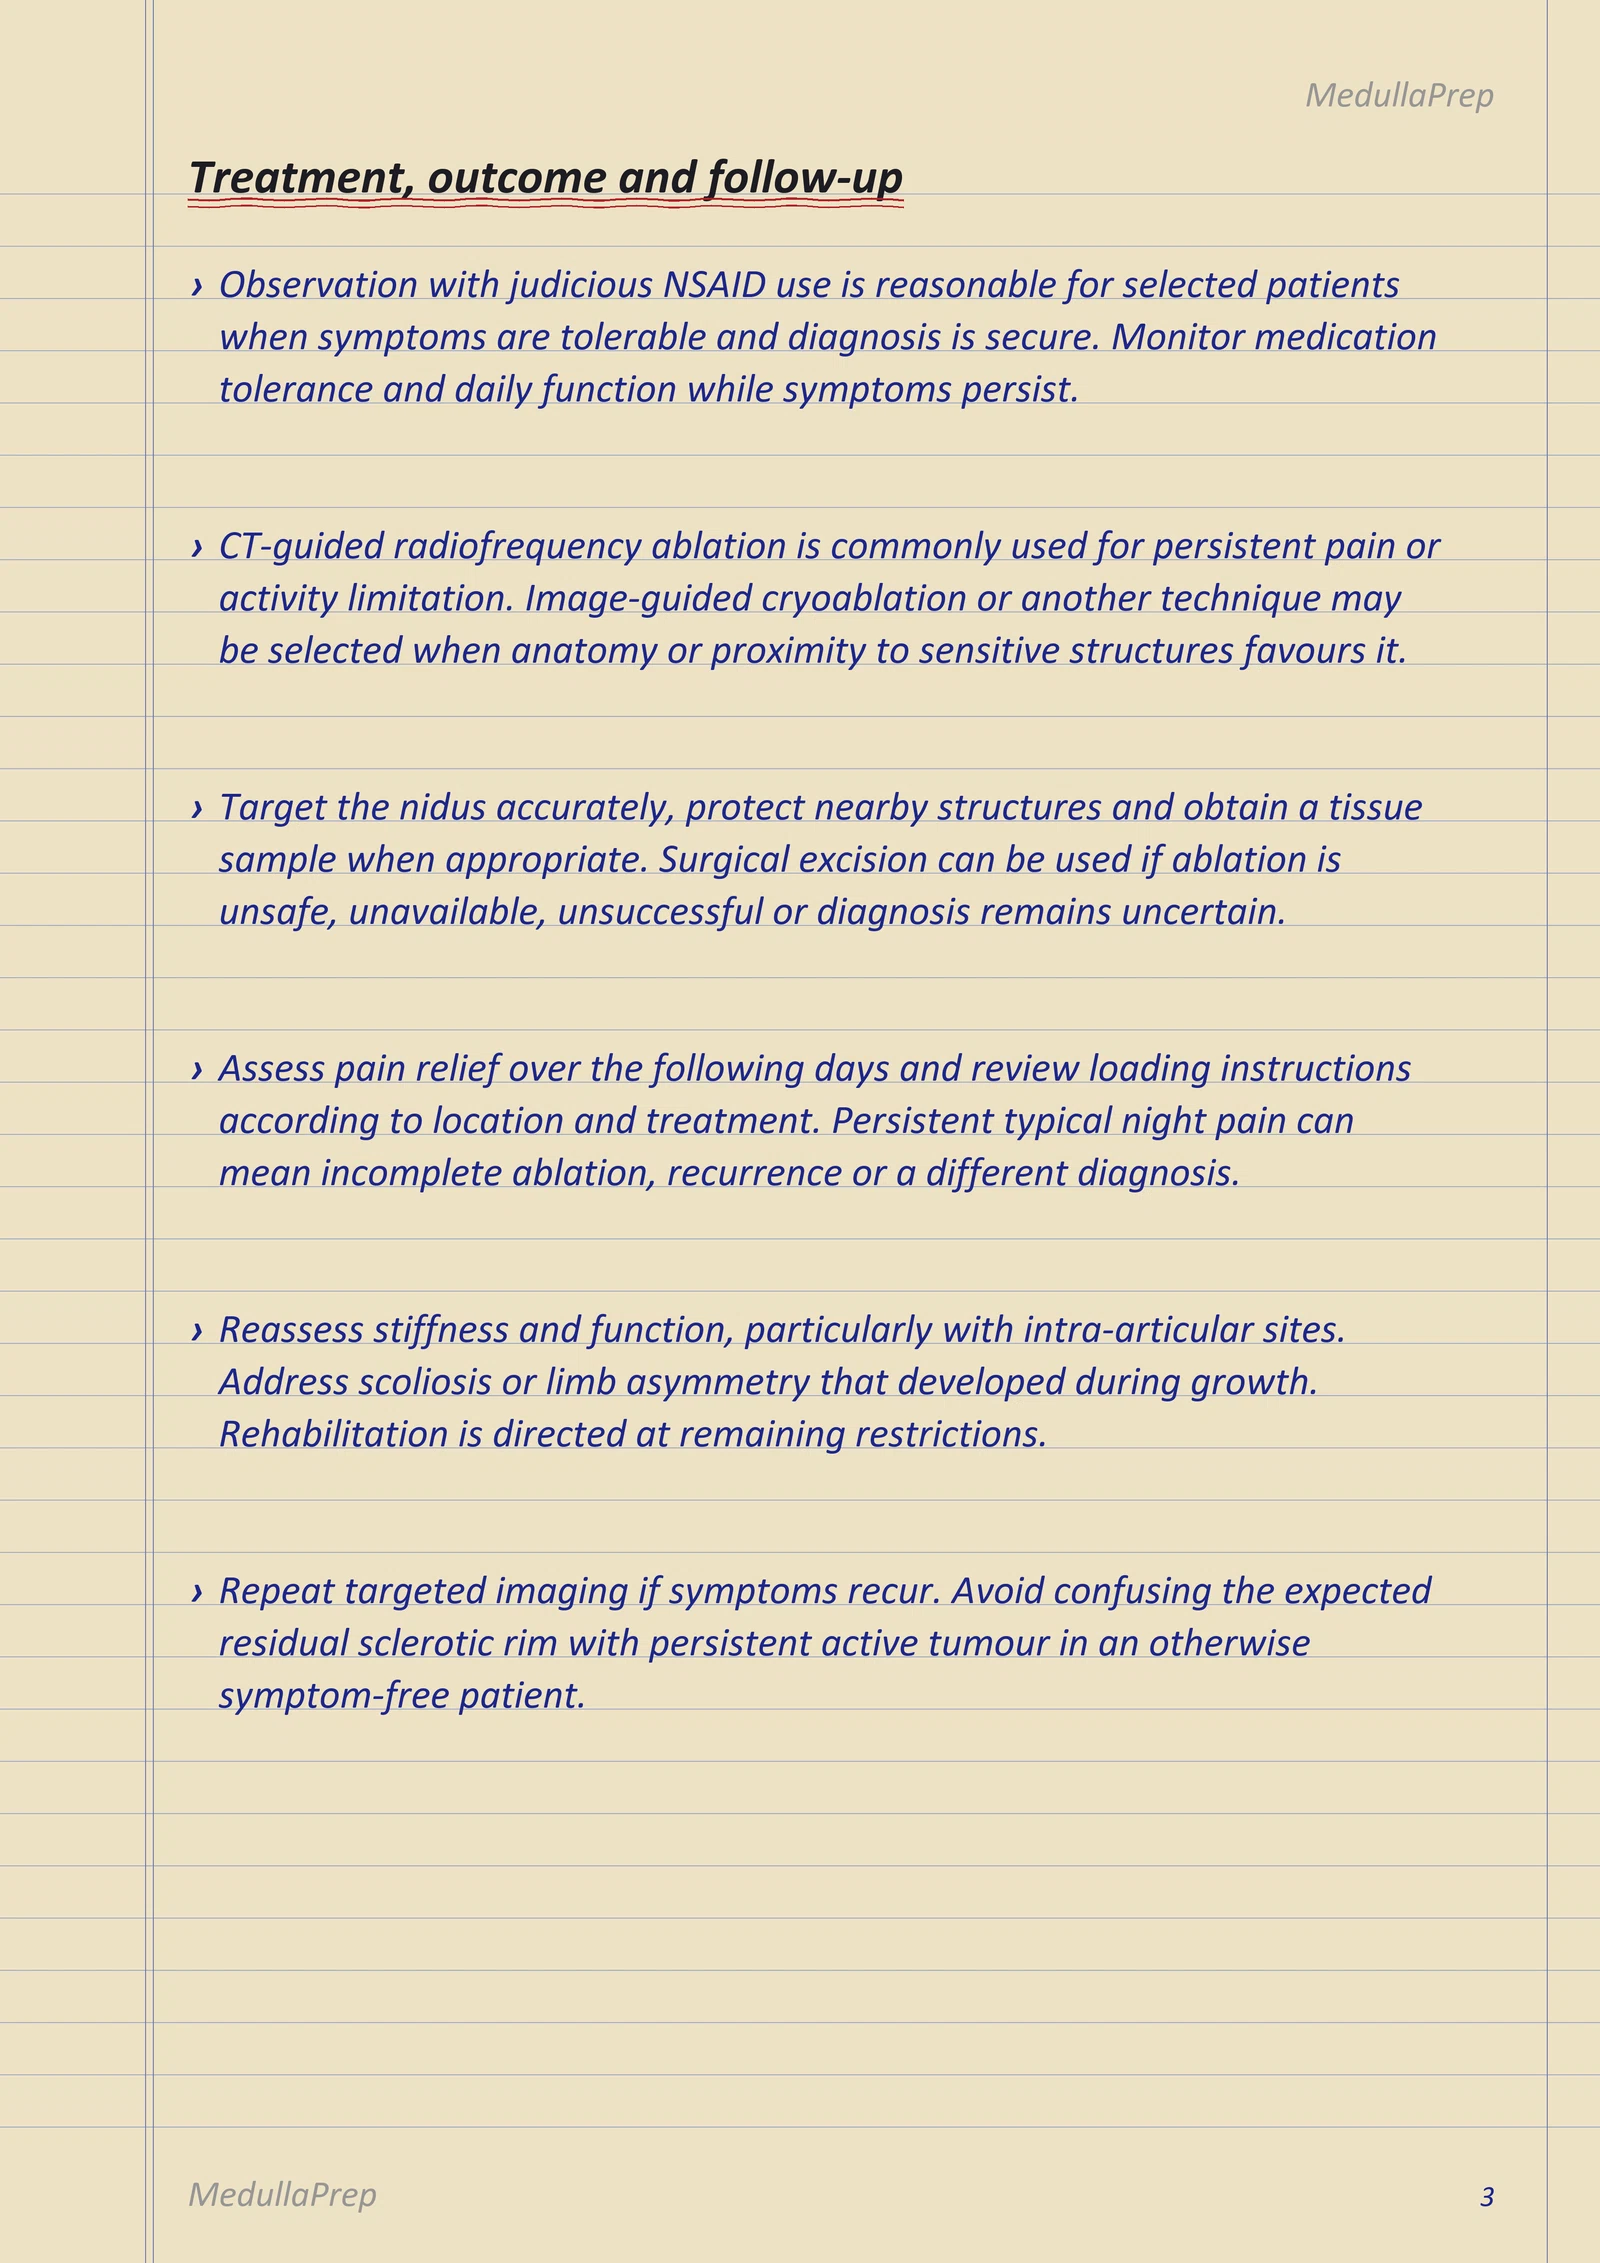 MedullaPrep
Treatment, outcome and follow-up
› Observation with judicious NSAID use is reasonable for selected patients
when symptoms are tolerable and diagnosis is secure. Monitor medication
tolerance and daily function while symptoms persist.
› CT-guided radiofrequency ablation is commonly used for persistent pain or
activity limitation. Image-guided cryoablation or another technique may
be selected when anatomy or proximity to sensitive structures favours it.
› Target the nidus accurately, protect nearby structures and obtain a tissue
sample when appropriate. Surgical excision can be used if ablation is
unsafe, unavailable, unsuccessful or diagnosis remains uncertain.
› Assess pain relief over the following days and review loading instructions
according to location and treatment. Persistent typical night pain can
mean incomplete ablation, recurrence or a different diagnosis.
› Reassess stiffness and function, particularly with intra-articular sites.
Address scoliosis or limb asymmetry that developed during growth.
Rehabilitation is directed at remaining restrictions.
› Repeat targeted imaging if symptoms recur. Avoid confusing the expected
residual sclerotic rim with persistent active tumour in an otherwise
symptom-free patient.
MedullaPrep
3